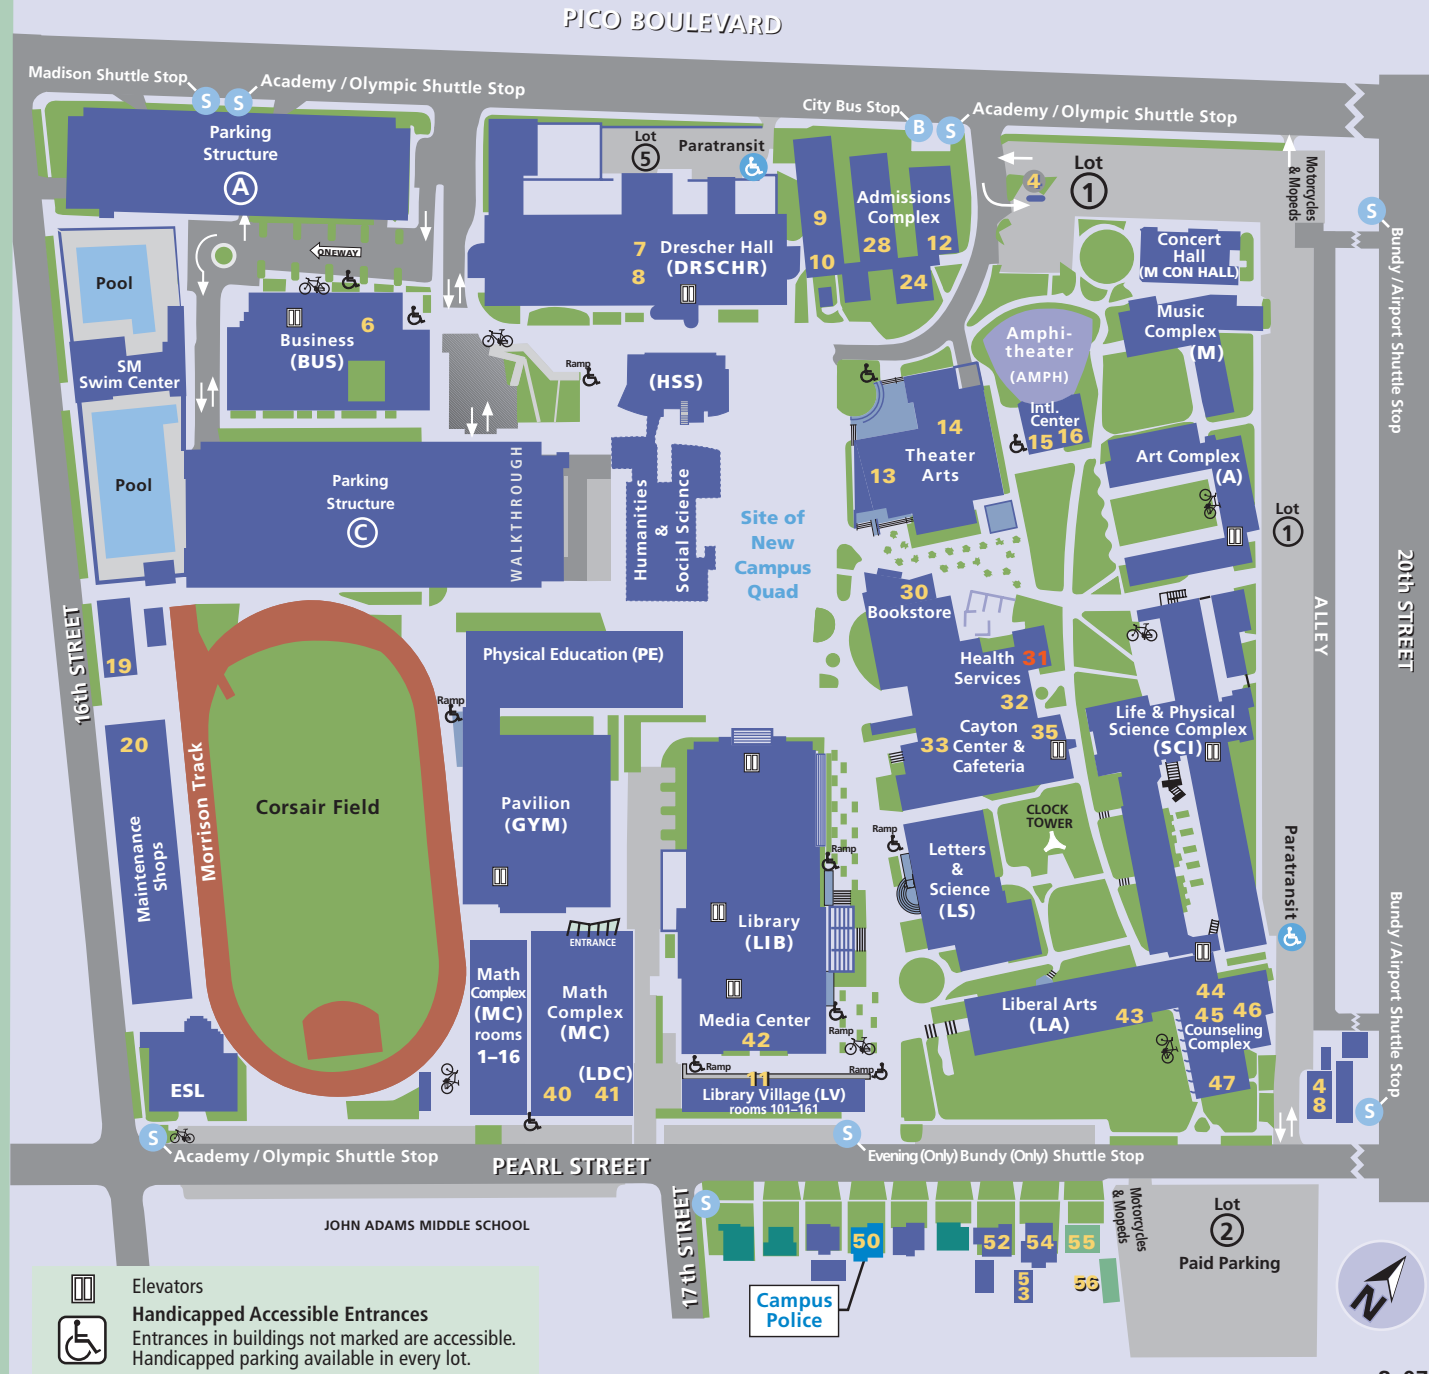 PICO BOULEVARD
Madison Shuttle Stop
S
S
Academy / Olympic Shuttle Stop
City Bus Stop
B
S
Academy / Olympic Shuttle Stop
Parking
Structure
A
Lot
5
Paratransit
Lot
1
4
Motorcycles
& Mopeds
S
Bundy / Airport Shuttle Stop
9
10
Admissions
Complex
28
12
24
7
8
Drescher Hall
(DRSCHR)
Concert
Hall
(M CON HALL)
Music
Complex
(M)
ONEWAY
Pool
SM
Swim Center
Pool
6
Business
(BUS)
Ramp
(HSS)
Humanities
&
Social Science
Amphi-
theater
(AMPH)
Intl.
Center
15 16
14
Theater
Arts
13
Art Complex
(A)
Lot
1
Parking
Structure
C
WALKTHROUGH
Site of
New
Campus
Quad
20th STREET
ALLEY
16th STREET
19
20
Maintenance
Shops
Morrison Track
Corsair Field
Physical Education (PE)
Ramp
Pavilion
(GYM)
30
Bookstore
Health
Services
31
32
33
Cayton
Center &
Cafeteria
35
Life & Physical
Science Complex
(SCI)
CLOCK
TOWER
Ramp
Ramp
Letters
&
Science
(LS)
Paratransit
Library
(LIB)
ENTRANCE
Math
Complex
(MC)
rooms
1–16
Math
Complex
(MC)
(LDC)
40
41
Media Center
42
Ramp
Ramp
Ramp
11
Library Village (LV)
rooms 101–161
Liberal Arts
(LA)
43
44
45
46
Counseling
Complex
47
4
8
S
Bundy / Airport Shuttle Stop
ESL
S
Academy / Olympic Shuttle Stop
PEARL STREET
S
Evening (Only) Bundy (Only) Shuttle Stop
JOHN ADAMS MIDDLE SCHOOL
17th STREET
S
50
52
54
55
5
3
56
Motorcycles
& Mopeds
Lot
2
Paid Parking
Campus
Police
N
Elevators
Handicapped Accessible Entrances
Entrances in buildings not marked are accessible.
Handicapped parking available in every lot.